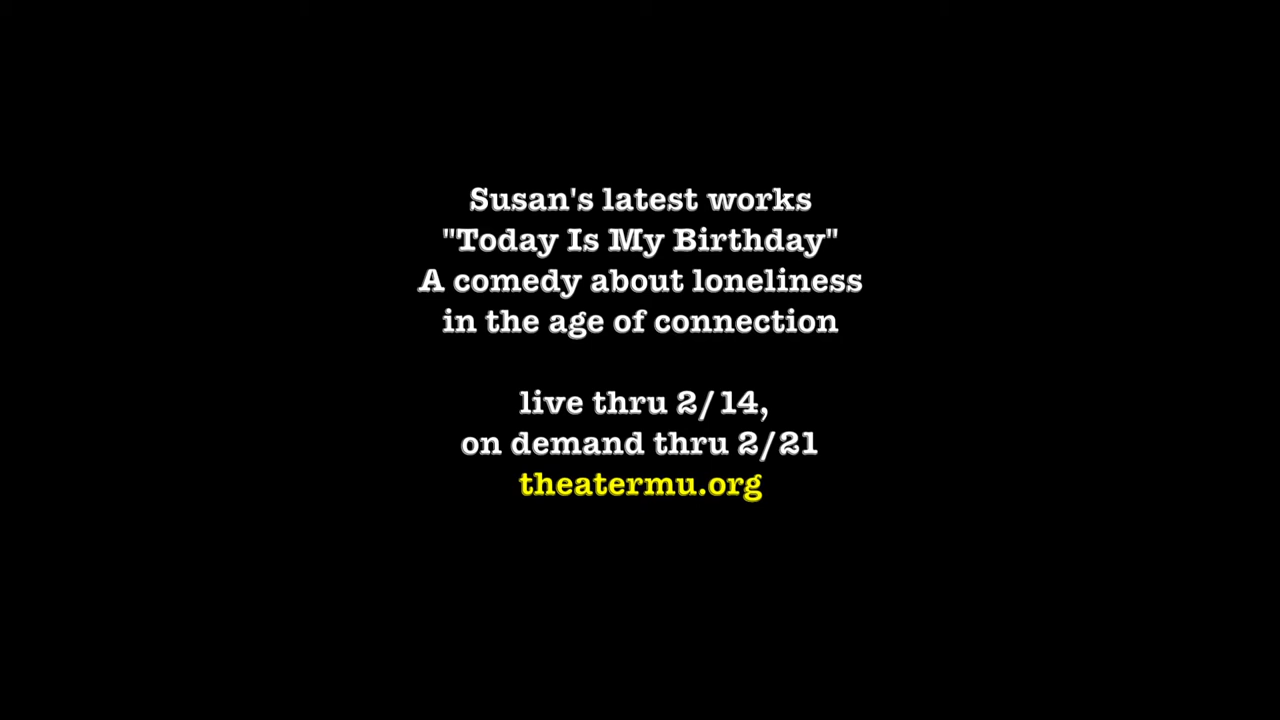 Susan's latest works
"Today Is My Birthday"
A comedy about loneliness
in the age of connection
live thru 2/14,
on demand thru 2/21
theatermu.org